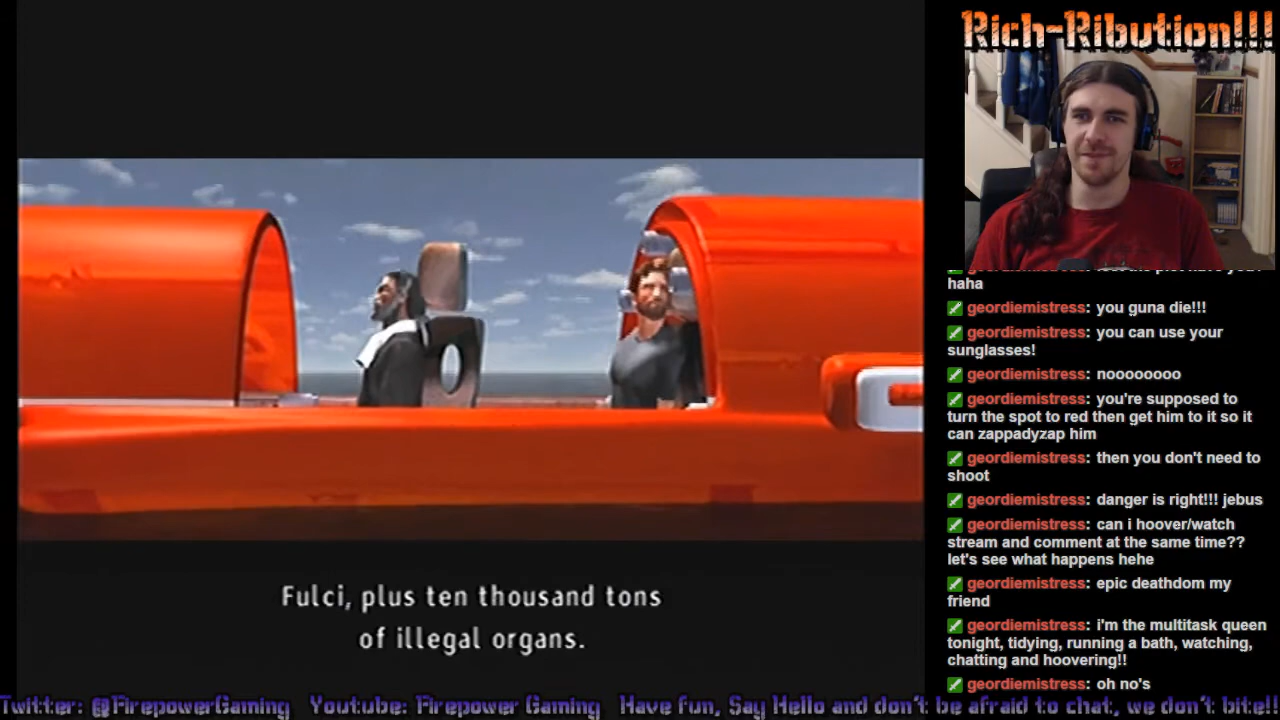 Rich-Ribution!!!
haha
geordiemistress: you guna die!!!
geordiemistress: you can use your
sunglasses!
geordiemistress: noooooooo
geordiemistress: you're supposed to
turn the spot to red then get him to it so it
can zappadyzap him
geordiemistress: then you don't need to
shoot
geordiemistress: danger is right!!! jebus
geordiemistress: can i hoover/watch
stream and comment at the same time??
let's see what happens hehe
geordiemistress: epic deathdom my
friend
geordiemistress: i'm the multitask queen
tonight, tidying, running a bath, watching,
chatting and hoovering!!
geordiemistress: oh no's
Fulci, plus ten thousand tons
of illegal organs.
Twitter: @FirepowerGaming Youtube: Firepower Gaming Have fun, Say Hello and don't be afraid to chat, we don't bite!!